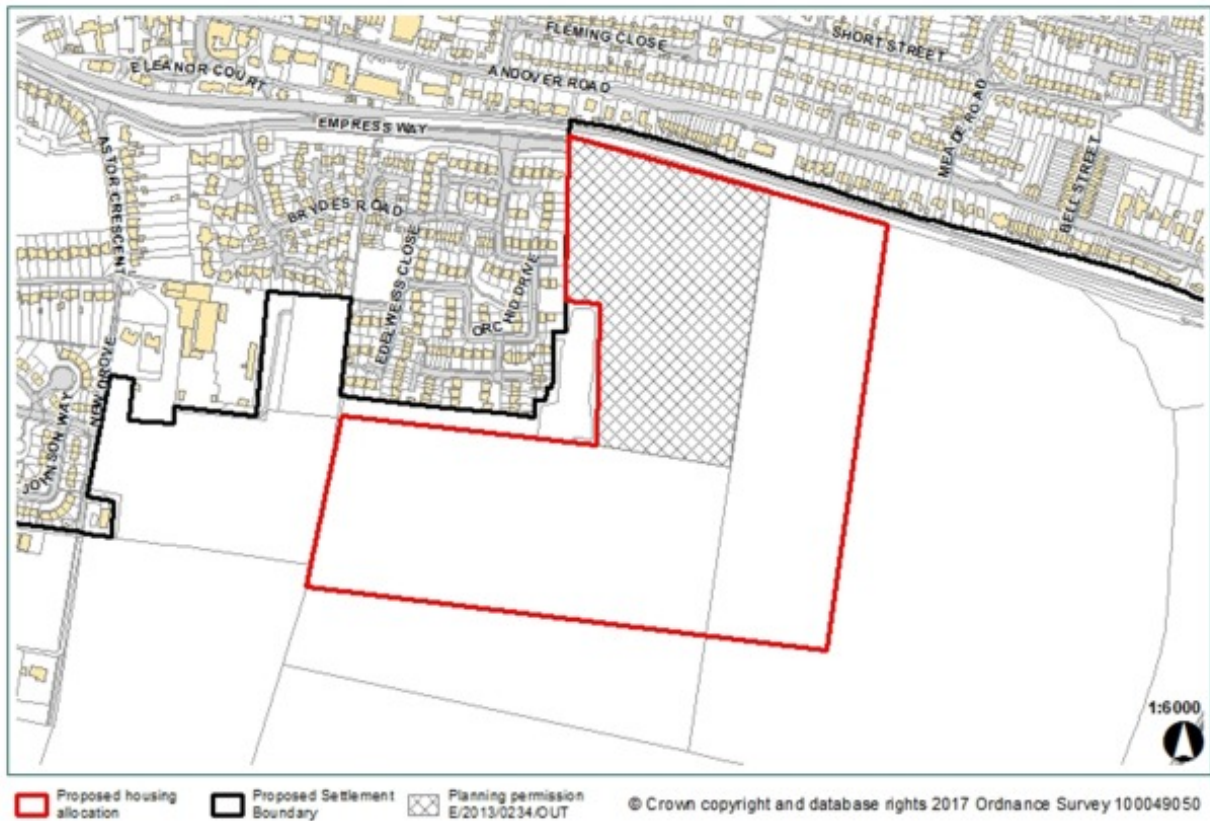 FLEMING CLOSE
SHORT STREET
ELEANOR COURT
ANDOVER ROAD
EMPRESS WAY
MEADE ROAD
ASTOR CRESCENT
BELL STREET
BRYDES ROAD
EDELWEISS CLOSE
ORCHID DRIVE
NEW DROVE
JOHNSON WAY
1:6000
Proposed housing
allocation
Proposed Settlement
Boundary
Planning permission
E/2013/0234/OUT
© Crown copyright and database rights 2017 Ordnance Survey 100049050